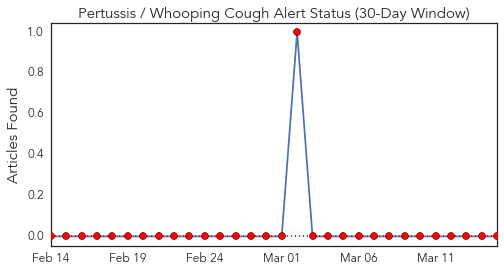 Pertussis / Whooping Cough Alert Status (30-Day Window)
Articles Found
1.0
0.8
0.6
0.4
0.2
0.0
Feb 14 Feb 19 Feb 24 Mar 01 Mar 06 Mar 11